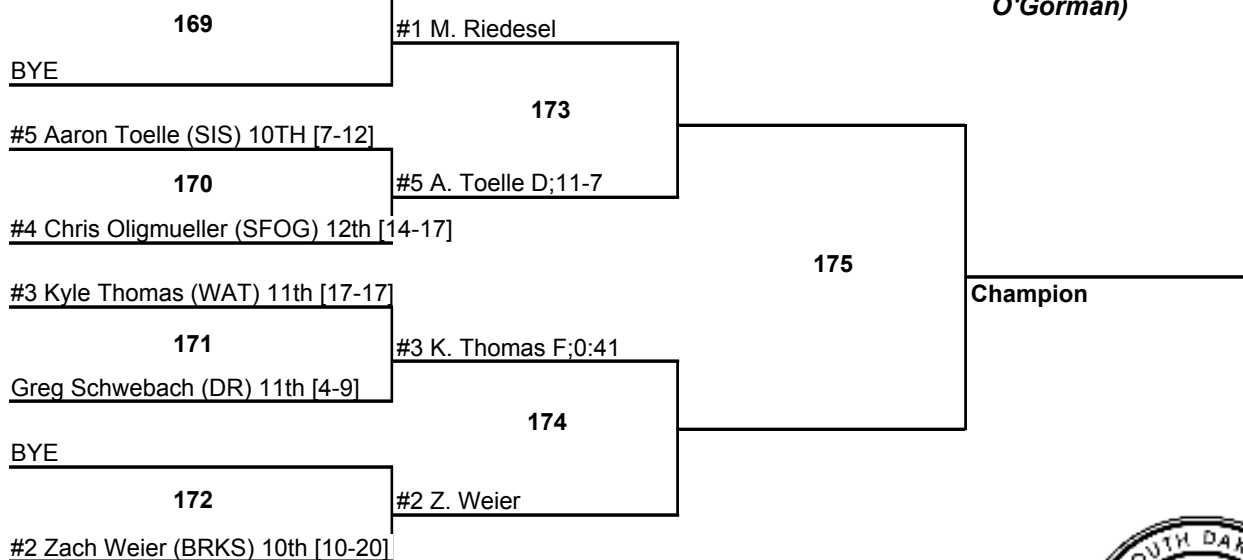 O'Gorman)
169
#1 M. Riedesel
BYE
173
#5 Aaron Toelle (SIS) 10TH [7-12]
170
#5 A. Toelle D;11-7
#4 Chris Oligmueller (SFOG) 12th [14-17]
175
#3 Kyle Thomas (WAT) 11th [17-17]
Champion
171
#3 K. Thomas F;0:41
Greg Schwebach (DR) 11th [4-9]
174
BYE
172
#2 Z. Weier
#2 Zach Weier (BRKS) 10th [10-20]